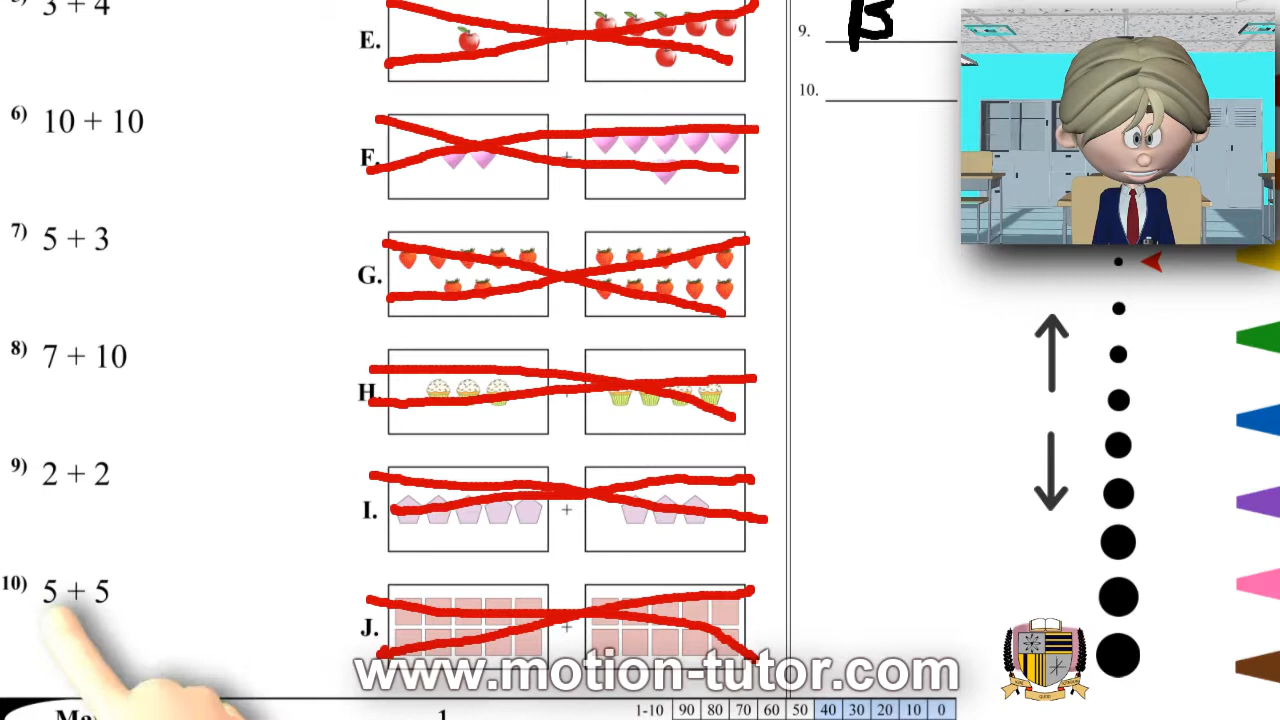 5) 3 + 4
E. +
9. B
10.
6) 10 + 10
F. +
7) 5 + 3
G. +
8) 7 + 10
H. +
9) 2 + 2
I. +
10) 5 + 5
J. +
www.motion-tutor.com
1
1-10 90 80 70 60 50 40 30 20 10 0